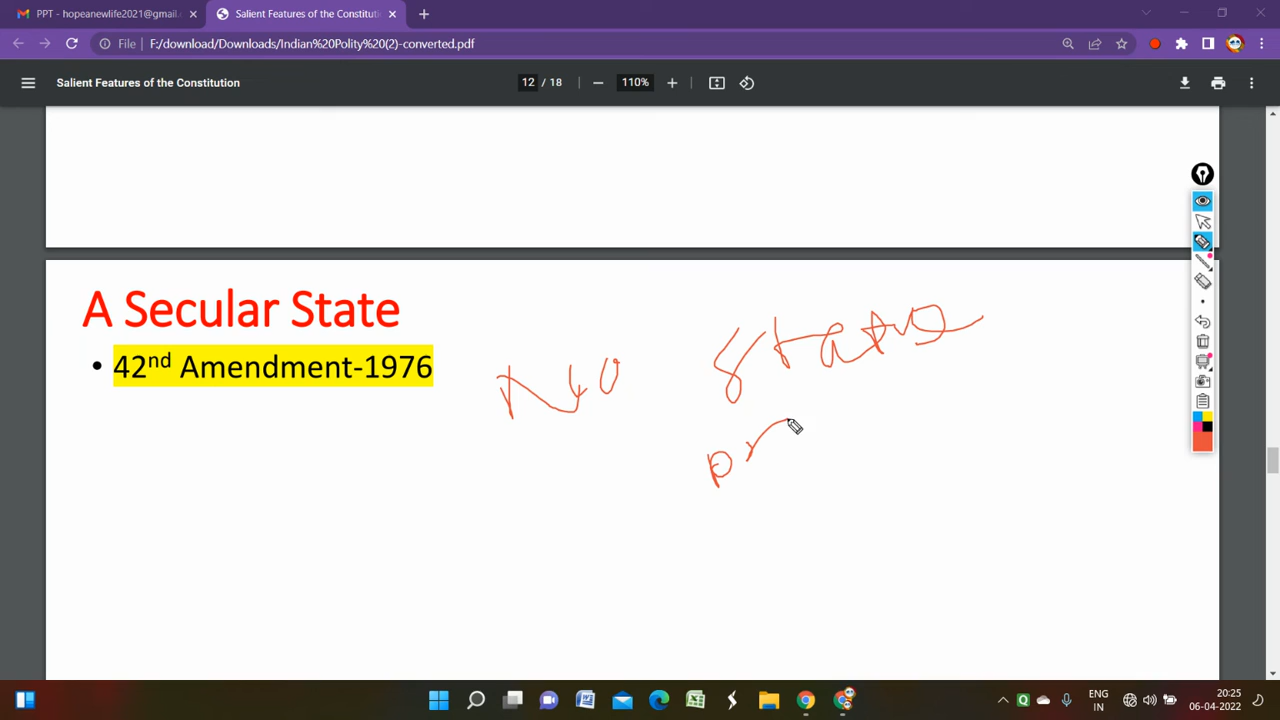 PPT - hopeanewlife2021@gmail.c
Salient Features of the Constitutio
File
F:/download/Downloads/Indian%20Polity%20(2)-converted.pdf
Salient Features of the Constitution
12 / 18
110%
A Secular State
• 42nd Amendment-1976
No State
pr
ENG
IN
20:25
06-04-2022